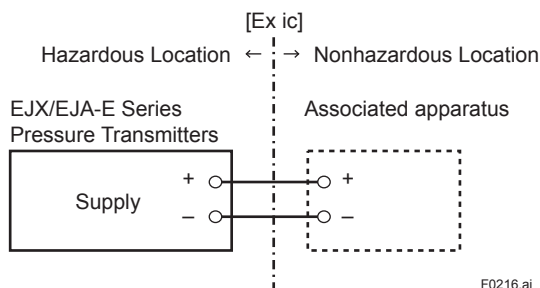 [Ex ic]
Hazardous Location ← → Nonhazardous Location
EJX/EJA-E Series
Pressure Transmitters
Associated apparatus
Supply
+
–
+
–
F0216.ai